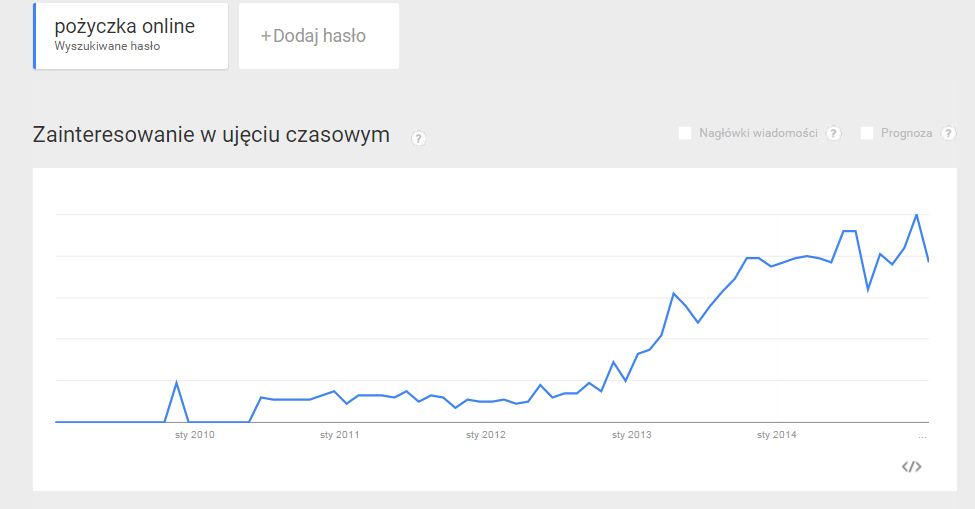 pożyczka online
Wyszukiwane hasło
+Dodaj hasło
Zainteresowanie w ujęciu czasowym ?
Nagłówki wiadomości ?
Prognoza ?
sty 2010
sty 2011
sty 2012
sty 2013
sty 2014
...
</>